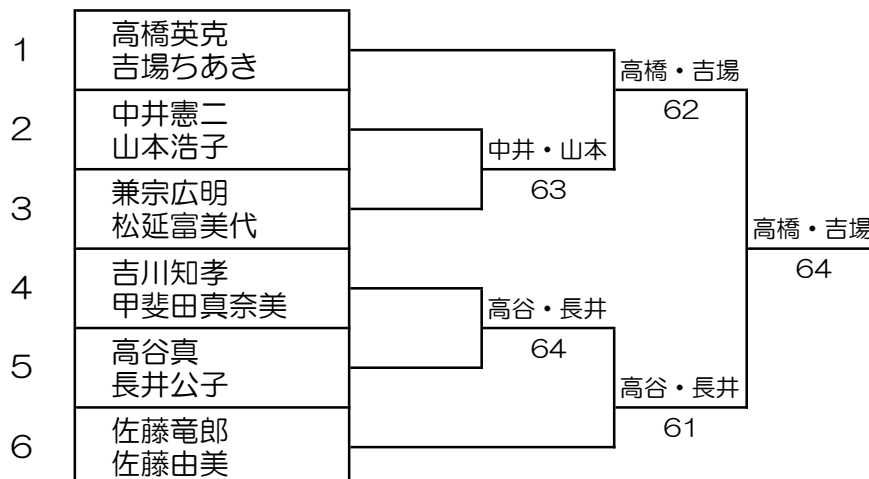 1
高橋英克
吉場ちあき
高橋・吉場
62
2
中井憲二
山本浩子
中井・山本
63
3
兼宗広明
松延富美代
高橋・吉場
64
4
吉川知孝
甲斐田真奈美
高谷・長井
64
5
高谷真
長井公子
高谷・長井
61
6
佐藤竜郎
佐藤由美